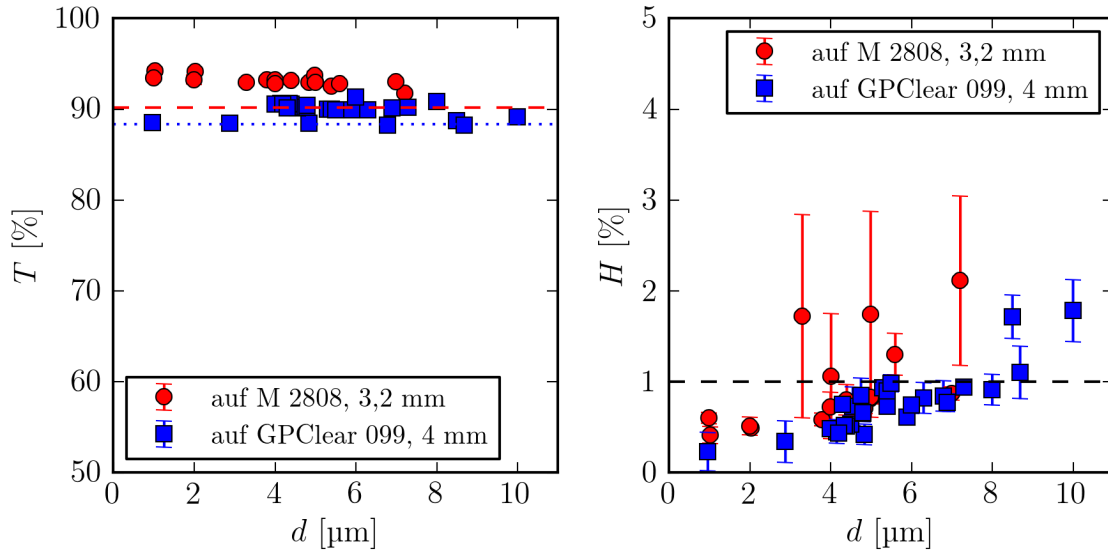 100
90
80
70
60
50
T [%]
auf M 2808, 3,2 mm
auf GPClear 099, 4 mm
0 2 4 6 8 10
d [µm]
5
4
3
2
1
0
H [%]
auf M 2808, 3,2 mm
auf GPClear 099, 4 mm
0 2 4 6 8 10
d [µm]